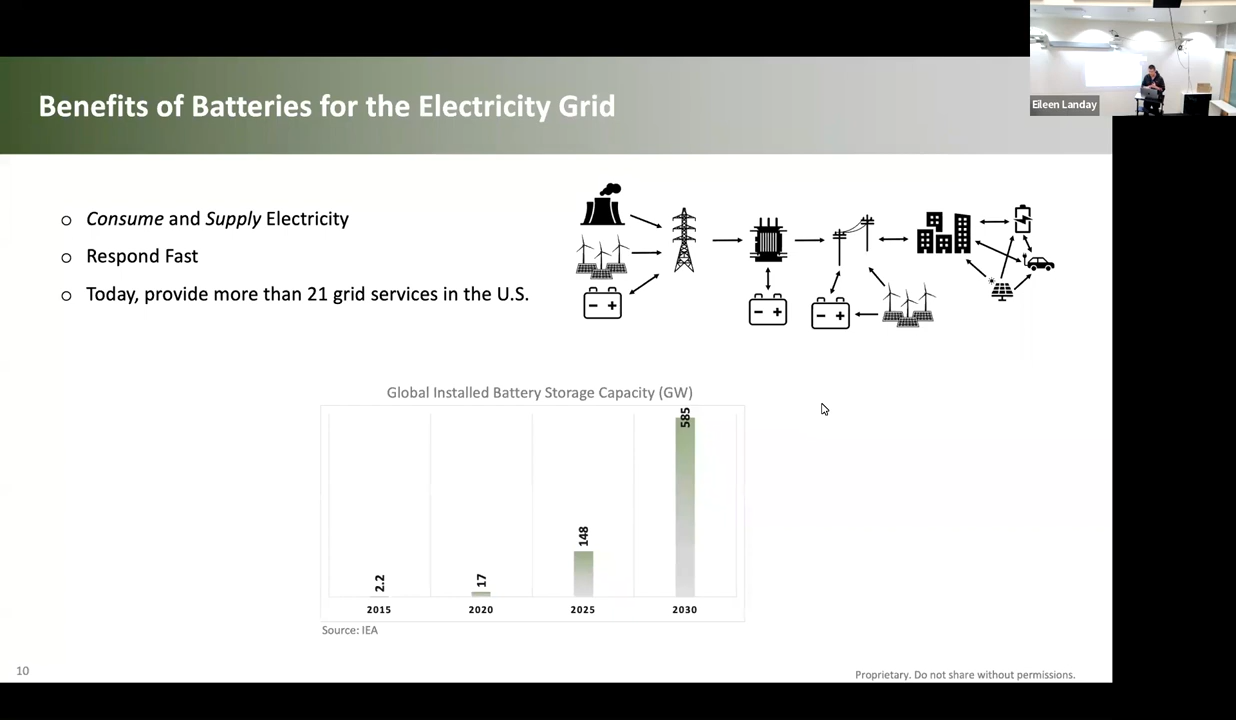 Benefits of Batteries for the Electricity Grid
Eileen Landay
o Consume and Supply Electricity
o Respond Fast
o Today, provide more than 21 grid services in the U.S.
Global Installed Battery Storage Capacity (GW)
2.2
17
148
585
2015 2020 2025 2030
Source: IEA
10
Proprietary. Do not share without permissions.